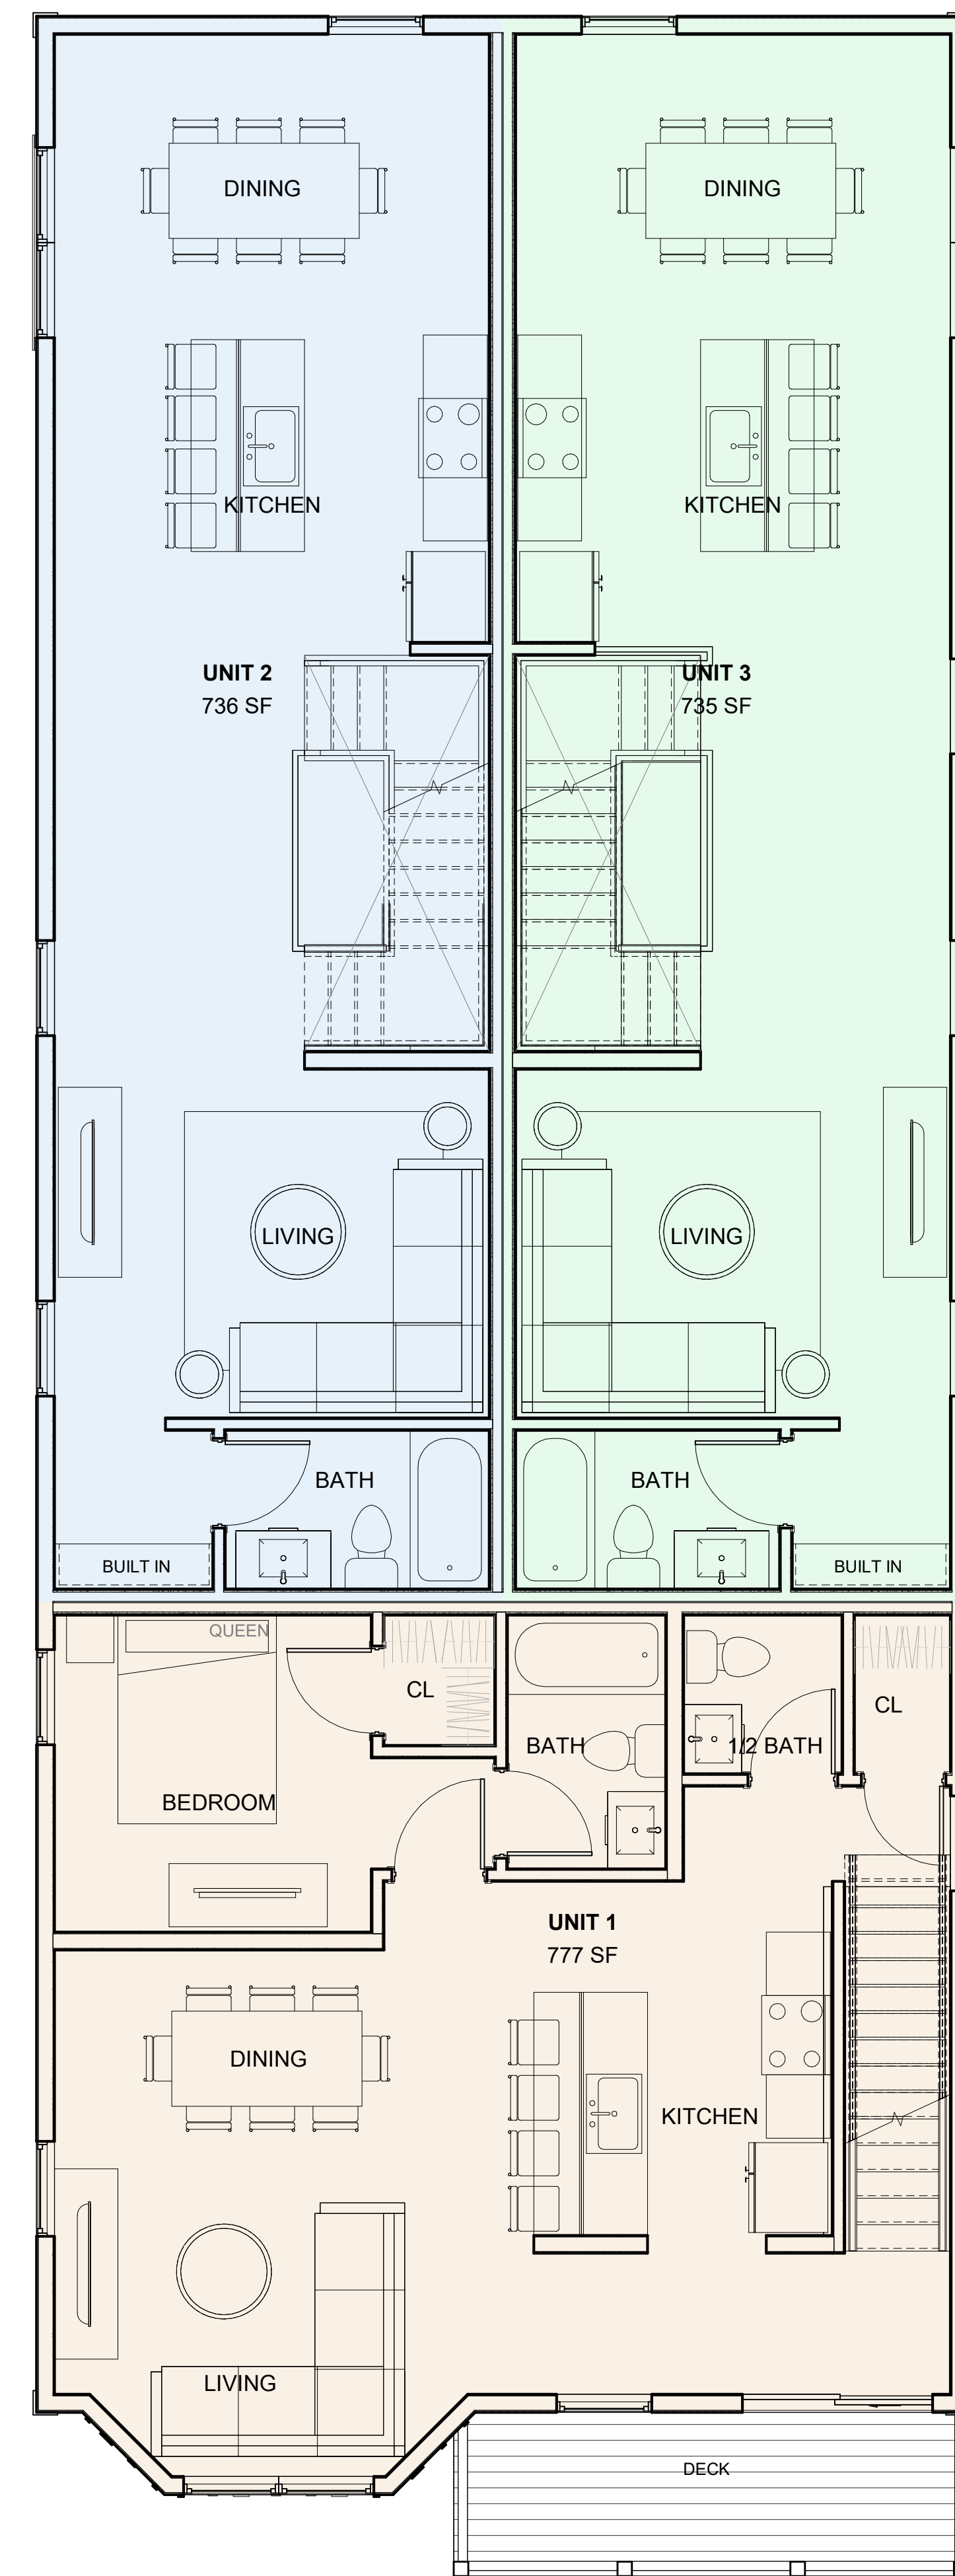 DINING
DINING
KITCHEN
KITCHEN
UNIT 2
736 SF
UNIT 3
735 SF
LIVING
LIVING
BATH
BATH
BUILT IN
BUILT IN
QUEEN
CL
CL
BATH
1/2 BATH
BEDROOM
UNIT 1
777 SF
DINING
KITCHEN
LIVING
DECK